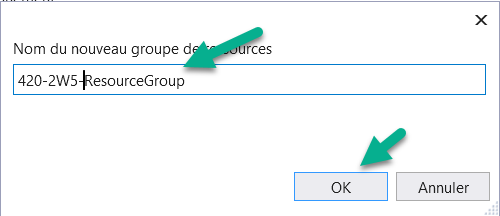 Nom du nouveau groupe de ressources
420-2W5-ResourceGroup
OK
Annuler